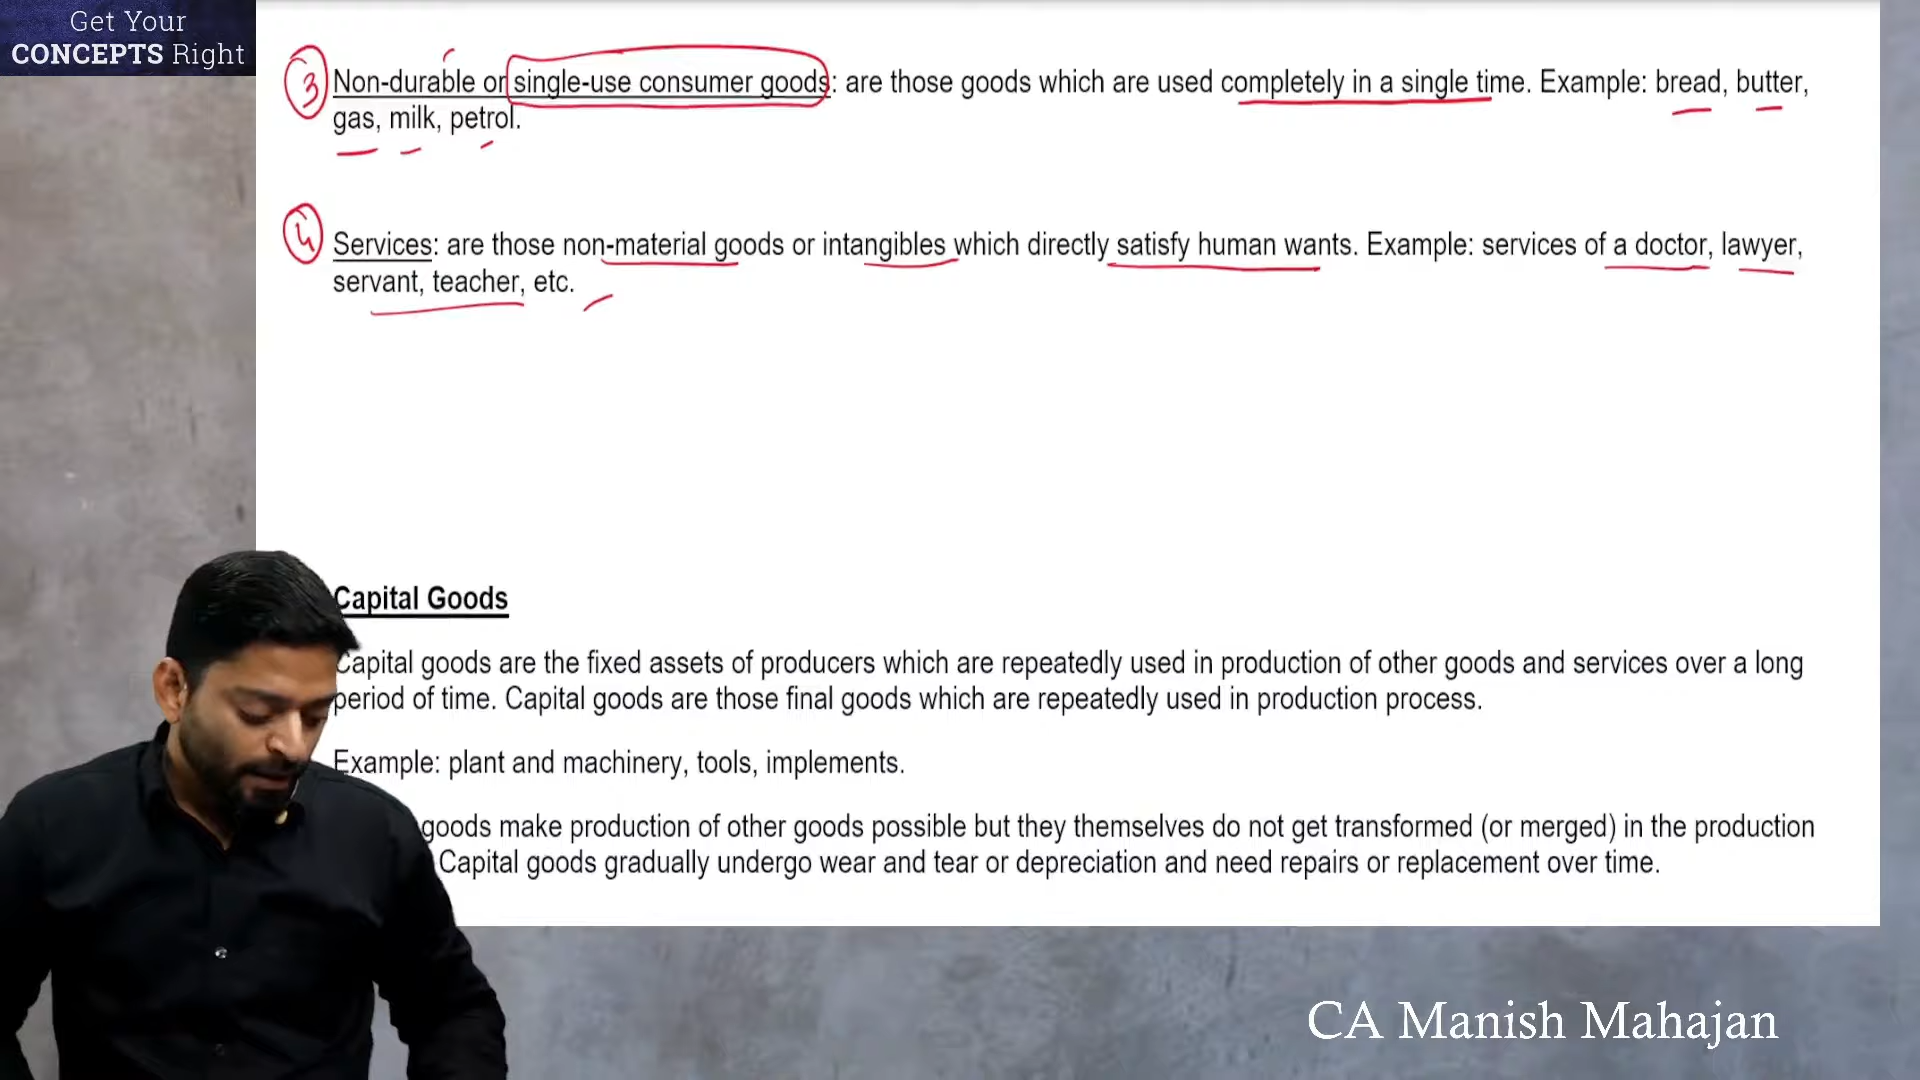 Get Your
CONCEPTS Right
3 Non-durable or single-use consumer goods: are those goods which are used completely in a single time. Example: bread, butter,
gas, milk, petrol.
4 Services: are those non-material goods or intangibles which directly satisfy human wants. Example: services of a doctor, lawyer,
servant, teacher, etc.
Capital Goods
Capital goods are the fixed assets of producers which are repeatedly used in production of other goods and services over a long
period of time. Capital goods are those final goods which are repeatedly used in production process.
Example: plant and machinery, tools, implements.
goods make production of other goods possible but they themselves do not get transformed (or merged) in the production
Capital goods gradually undergo wear and tear or depreciation and need repairs or replacement over time.
CA Manish Mahajan